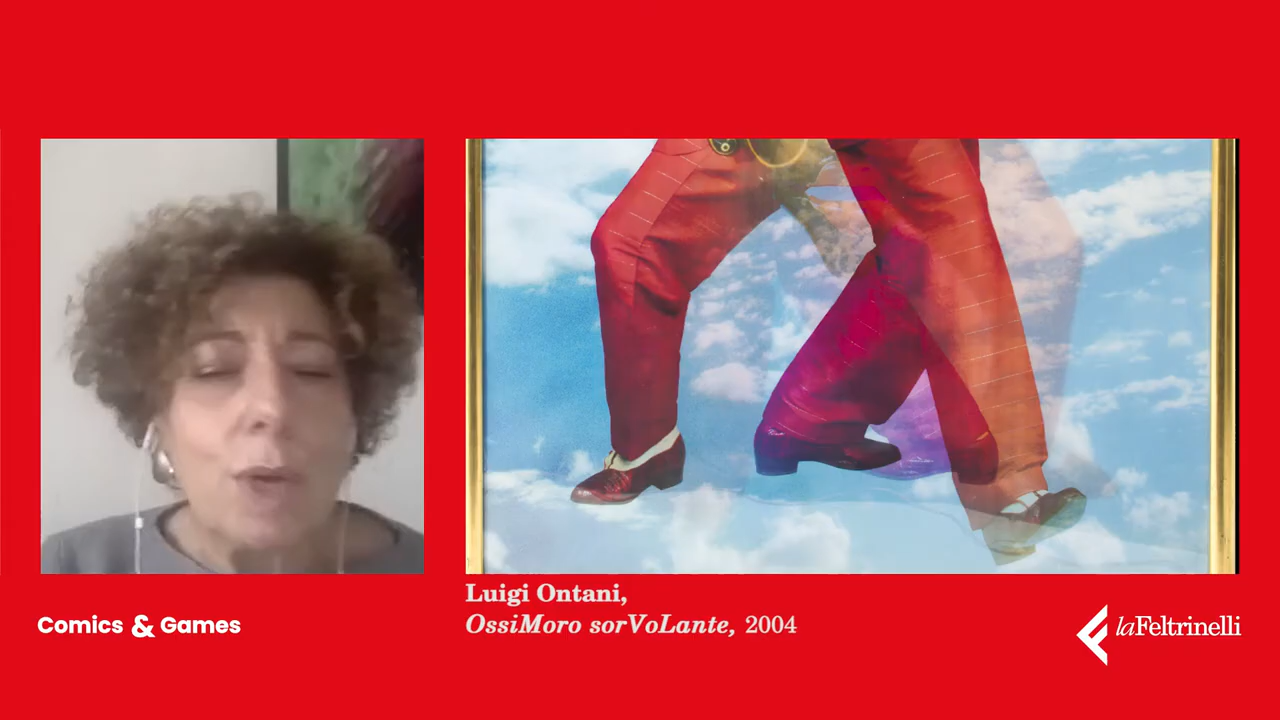 Luigi Ontani,
OssiMoro sorVoLante, 2004
Comics & Games
laFeltrinelli